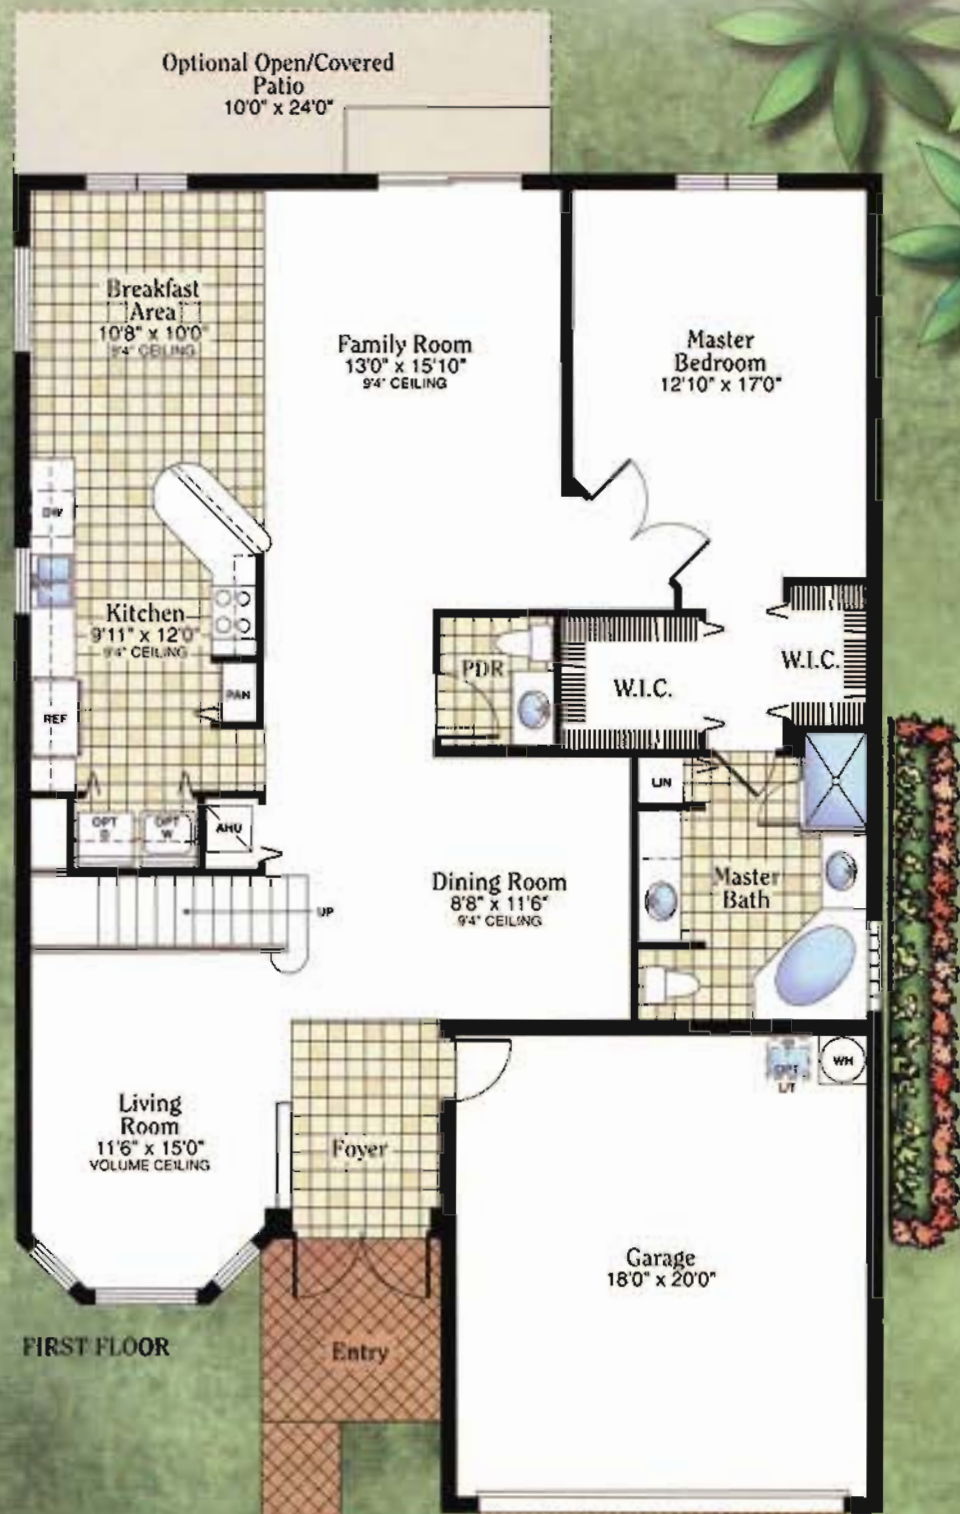 Optional Open/Covered
Patio
10'0" x 24'0"
Breakfast
Area
10'8" x 10'0"
9'4" CEILING
Family Room
13'0" x 15'10"
9'4" CEILING
Master
Bedroom
12'10" x 17'0"
DW
Kitchen
9'11" x 12'0"
9'4" CEILING
PDR
W.I.C.
W.I.C.
PAN
REF
LIN
OPT
D
OPT
W
AHU
Dining Room
8'8" x 11'6"
9'4" CEILING
Master
Bath
UP
OPT
L/T
WH
Living
Room
11'6" x 15'0"
VOLUME CEILING
Foyer
Garage
18'0" x 20'0"
FIRST FLOOR
Entry